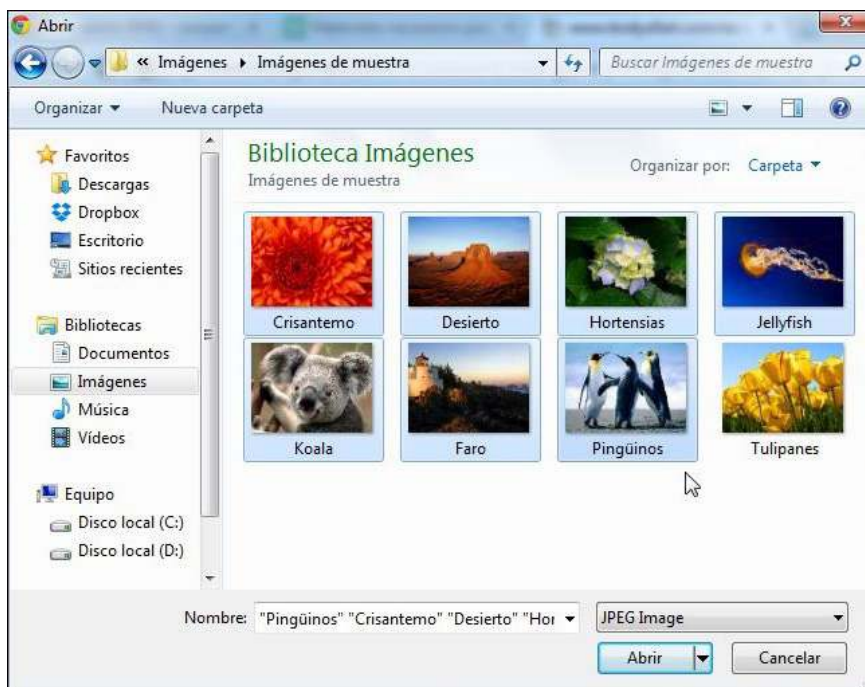 Abrir
« Imágenes ▸ Imágenes de muestra
Buscar Imágenes de muestra
Organizar
Nueva carpeta
Favoritos
Descargas
Dropbox
Escritorio
Sitios recientes
Bibliotecas
Documentos
Imágenes
Música
Vídeos
Equipo
Disco local (C:)
Disco local (D:)
Biblioteca Imágenes
Imágenes de muestra
Organizar por: Carpeta
Crisantemo
Desierto
Hortensias
Jellyfish
Koala
Faro
Pingüinos
Tulipanes
Nombre: "Pingüinos" "Crisantemo" "Desierto" "Hor
JPEG Image
Abrir
Cancelar